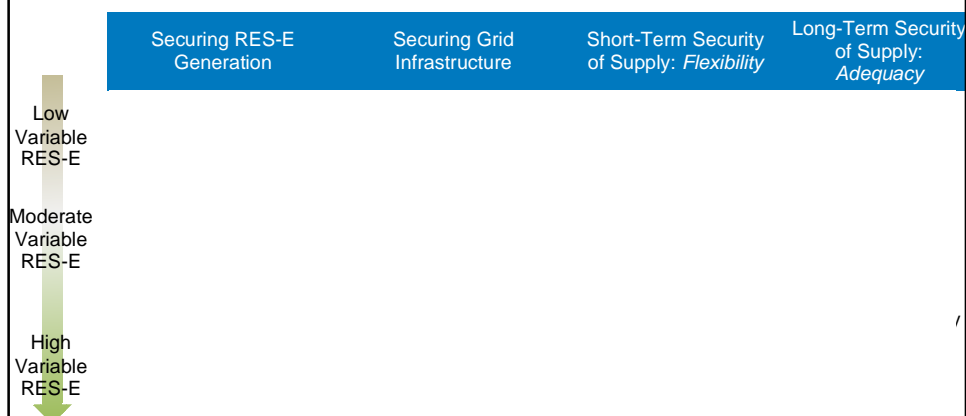 Securing RES-E
Generation
Securing Grid
Infrastructure
Short-Term Security
of Supply: Flexibility
Long-Term Security
of Supply:
Adequacy
Low
Variable
RES-E
Moderate
Variable
RES-E
High
Variable
RES-E